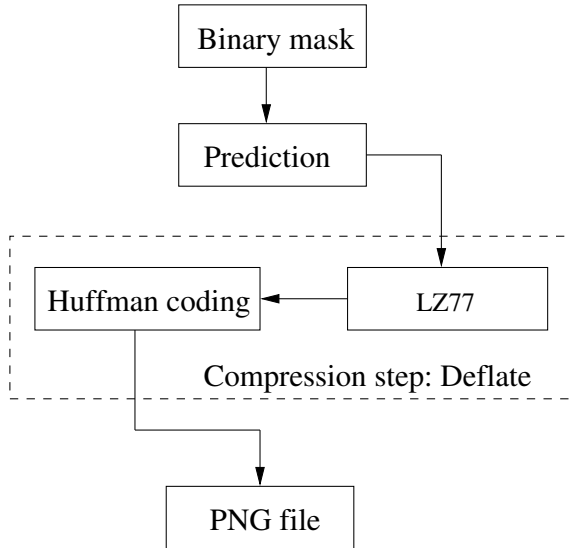 Binary mask
Prediction
Huffman coding
LZ77
Compression step: Deflate
PNG file